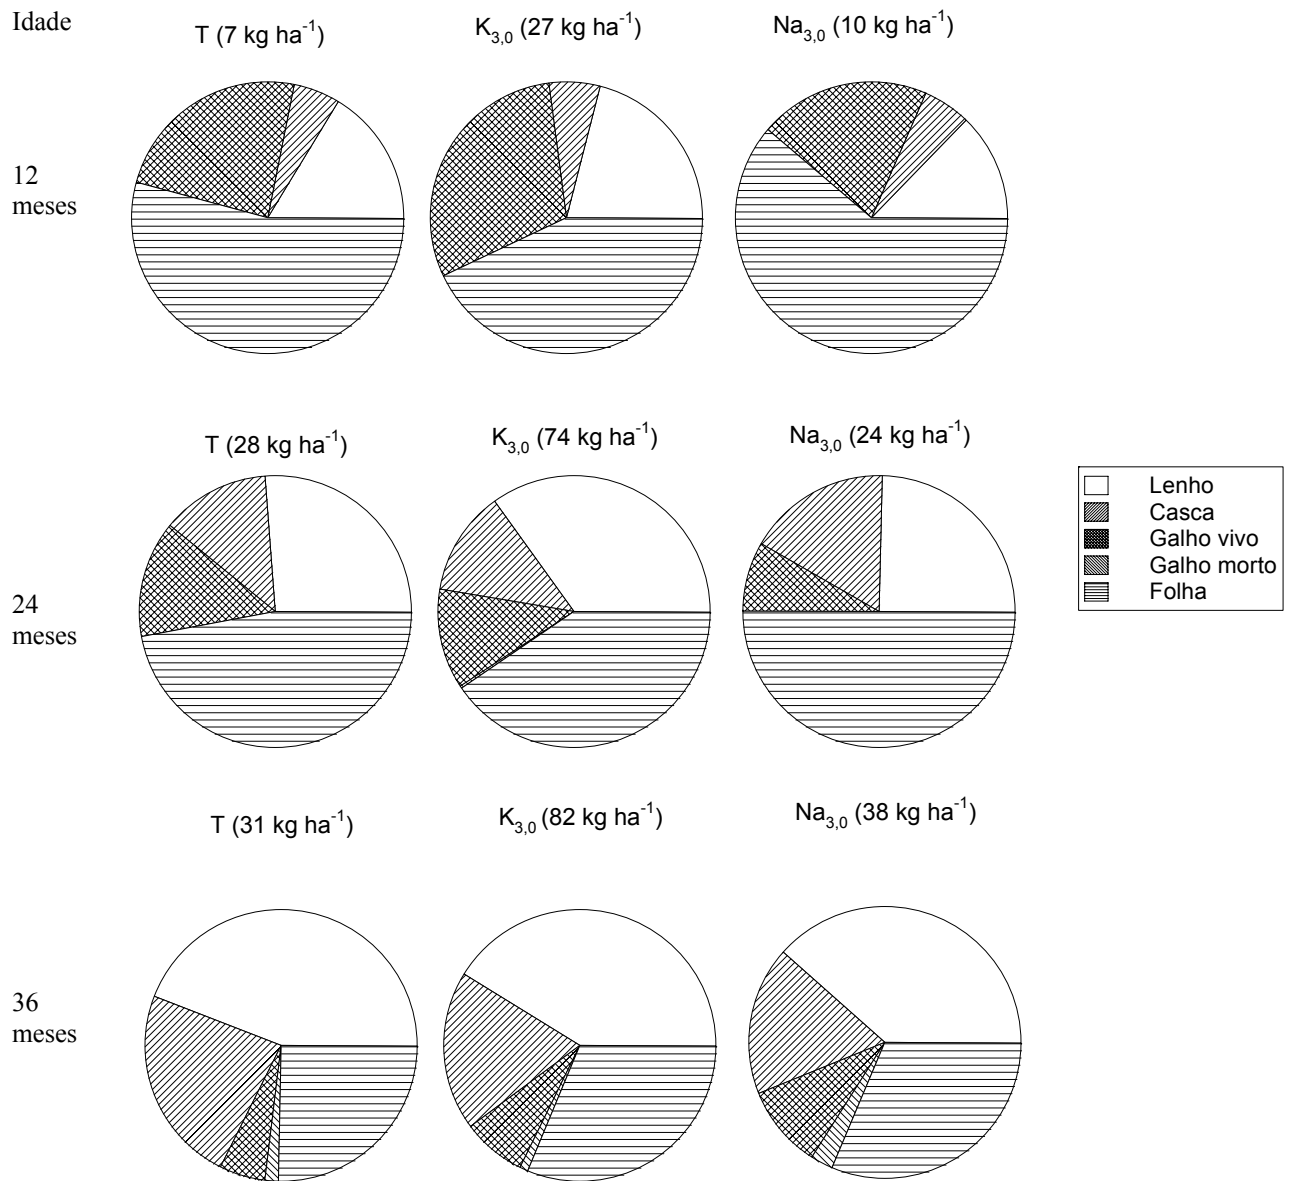 Idade
T (7 kg ha⁻¹)
K₃,₀ (27 kg ha⁻¹)
Na₃,₀ (10 kg ha⁻¹)
12
meses
T (28 kg ha⁻¹)
K₃,₀ (74 kg ha⁻¹)
Na₃,₀ (24 kg ha⁻¹)
24
meses
Lenho
Casca
Galho vivo
Galho morto
Folha
T (31 kg ha⁻¹)
K₃,₀ (82 kg ha⁻¹)
Na₃,₀ (38 kg ha⁻¹)
36
meses